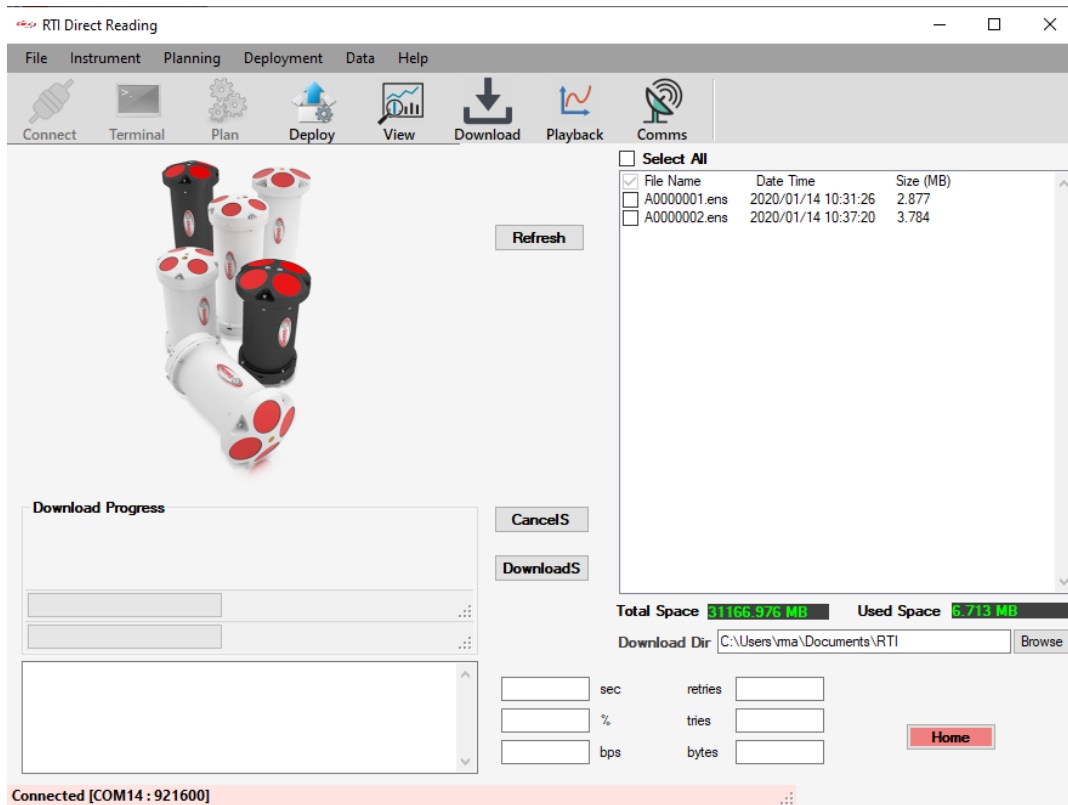 RTI Direct Reading
File Instrument Planning Deployment Data Help
Connect Terminal Plan Deploy View Download Playback Comms
Select All
File Name Date Time Size (MB)
A0000001.ens 2020/01/14 10:31:26 2.877
A0000002.ens 2020/01/14 10:37:20 3.784
Refresh
Download Progress
CancelS
DownloadS
Total Space 31166.976 MB Used Space 6.713 MB
Download Dir C:\Users\rma\Documents\RTI Browse
sec retries
% tries
bps bytes
Home
Connected [COM14 : 921600]